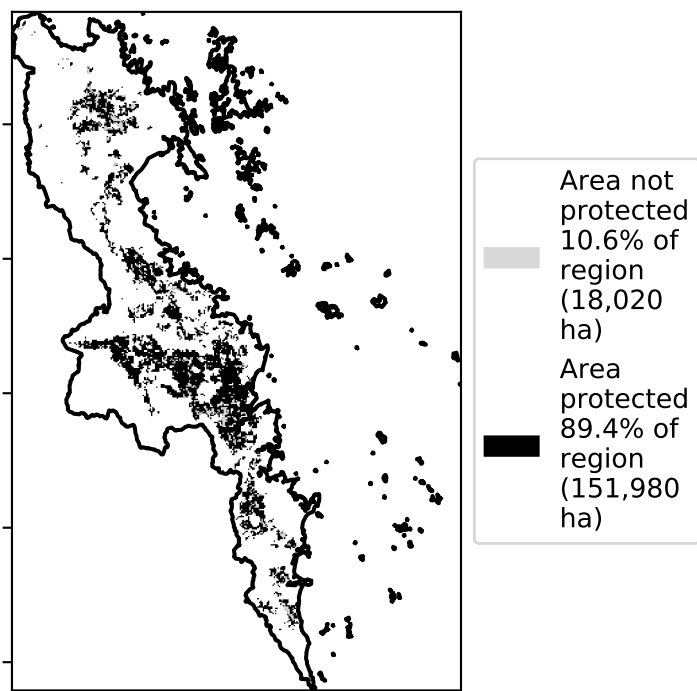 Area not
protected
10.6% of
region
(18,020
ha)
Area
protected
89.4% of
region
(151,980
ha)